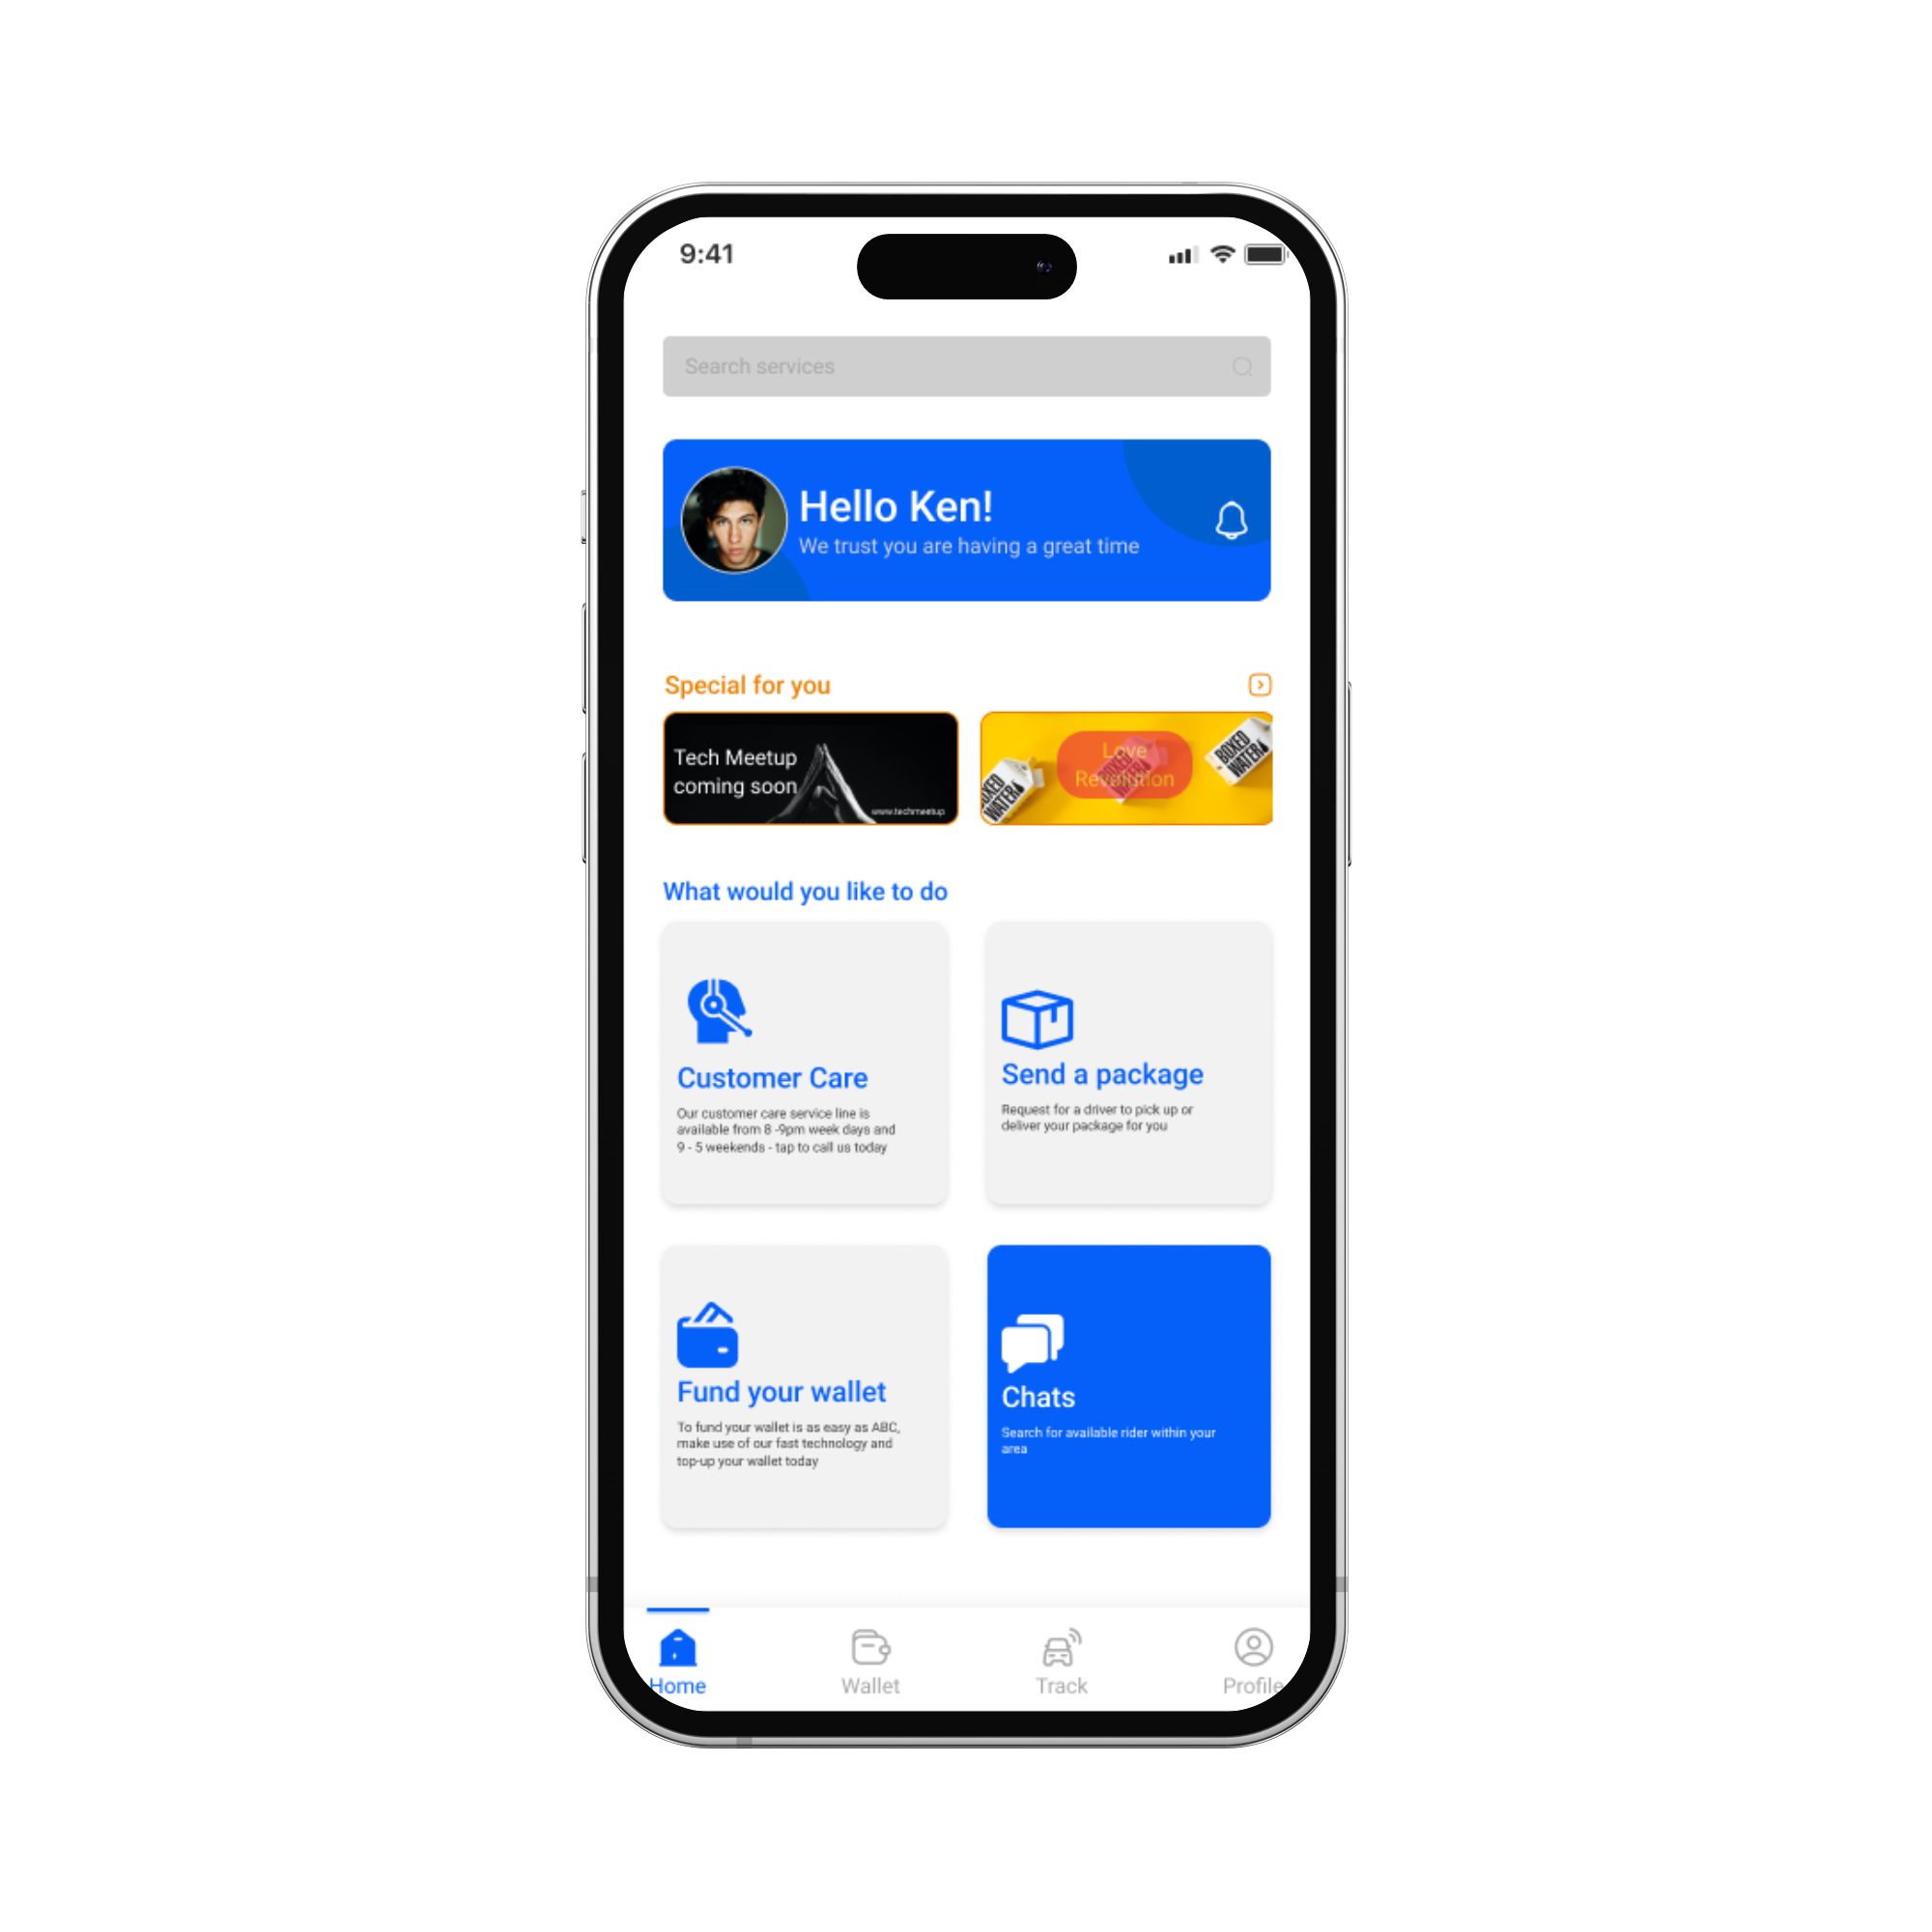 9:41
Search services
Hello Ken!
We trust you are having a great time
Special for you
Tech Meetup
coming soon
www.techmeetup
BOXED
WATER
Love
Revolution
BOXED
WATER
What would you like to do
Customer Care
Our customer care service line is
available from 8 -9pm week days and
9 - 5 weekends - tap to call us today
Send a package
Request for a driver to pick up or
deliver your package for you
Fund your wallet
To fund your wallet is as easy as ABC,
make use of our fast technology and
top-up your wallet today
Chats
Search for available rider within your
area
Home
Wallet
Track
Profile